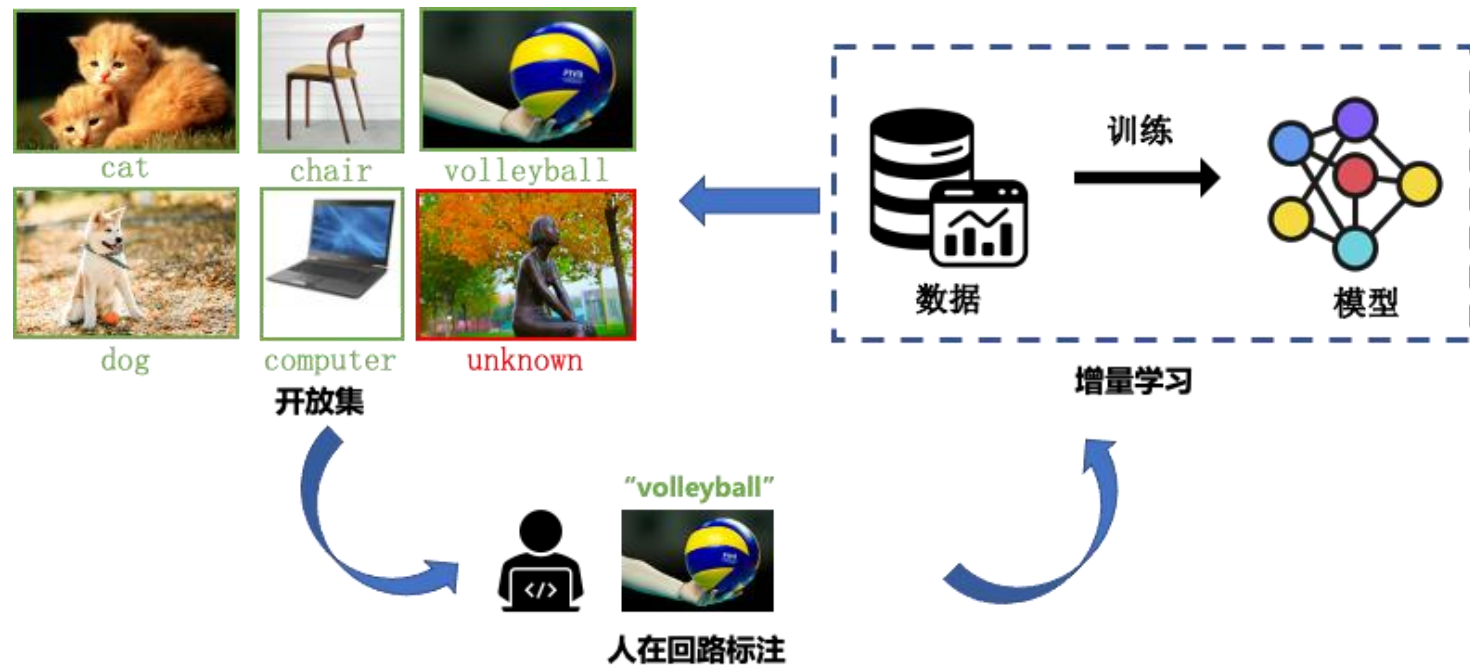 cat
chair
volleyball
dog
computer
unknown
开放集
训练
数据
模型
增量学习
"volleyball"
</>
人在回路标注